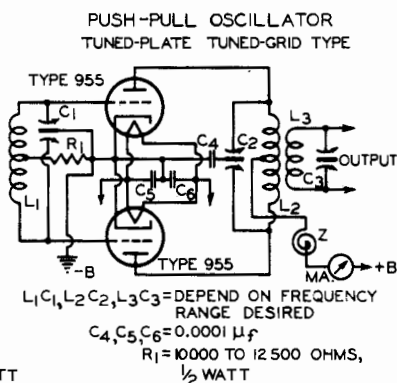 PUSH-PULL OSCILLATOR
TUNED-PLATE TUNED-GRID TYPE
TYPE 955
C1
R1
L1
C4
C2
L3
C3
OUTPUT
C5
C6
L2
Z
-B
TYPE 955
MA.
+B
L1C1, L2C2, L3C3 = DEPEND ON FREQUENCY
RANGE DESIRED
C4, C5, C6 = 0.0001 μf
R1 = 10000 TO 12500 OHMS,
TT
1/2 WATT